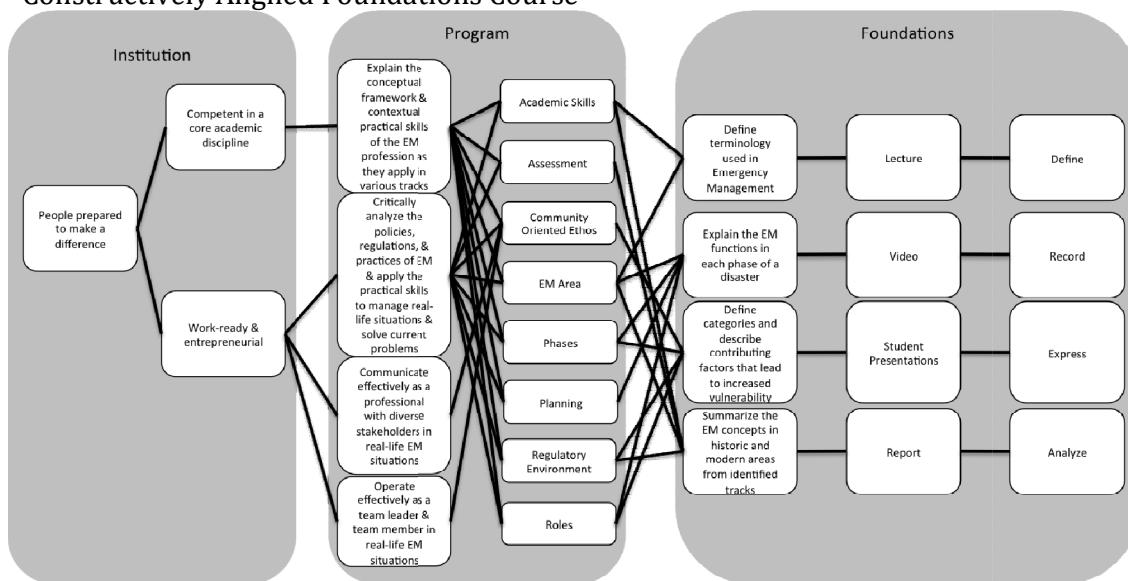 Constructively Aligned Foundations Course
Institution
People prepared
to make a
difference
Competent in a
core academic
discipline
Work-ready &
entrepreneurial
Program
Explain the
conceptual
framework &
contextual
practical skills
of the EM
profession as
they apply in
various tracks
Critically
analyze the
policies,
regulations, &
practices of EM
& apply the
practical skills
to manage real-
life situations &
solve current
problems
Communicate
effectively as a
professional
with diverse
stakeholders in
real-life EM
situations
Operate
effectively as a
team leader &
team member in
real-life EM
situations
Academic Skills
Assessment
Community
Oriented Ethos
EM Area
Phases
Planning
Regulatory
Environment
Roles
Foundations
Define
terminology
used in
Emergency
Management
Lecture
Define
Explain the EM
functions in
each phase of a
disaster
Video
Record
Define
categories and
describe
contributing
factors that lead
to increased
vulnerability
Student
Presentations
Express
Summarize the
EM concepts in
historic and
modern areas
from identified
tracks
Report
Analyze